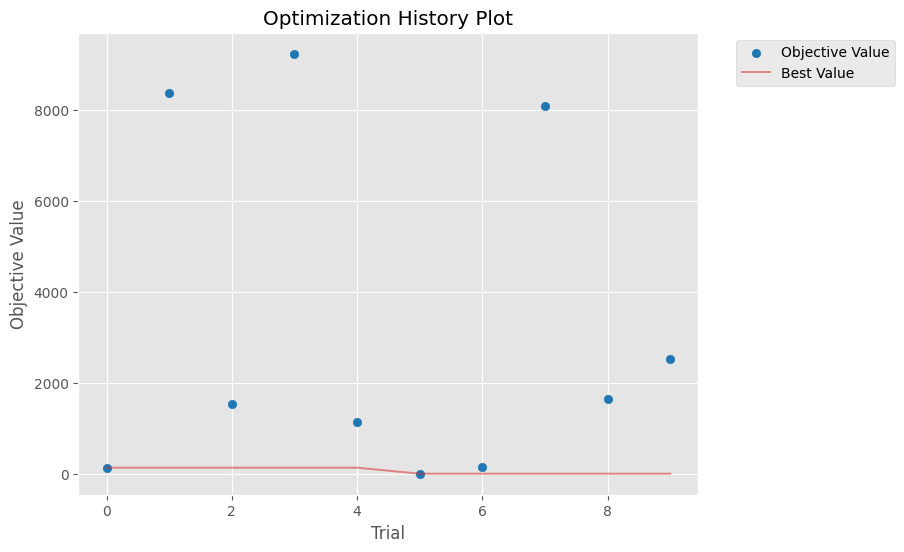 Optimization History Plot
Objective Value
Best Value
Objective Value
8000
6000
4000
2000
0
0 2 4 6 8
Trial